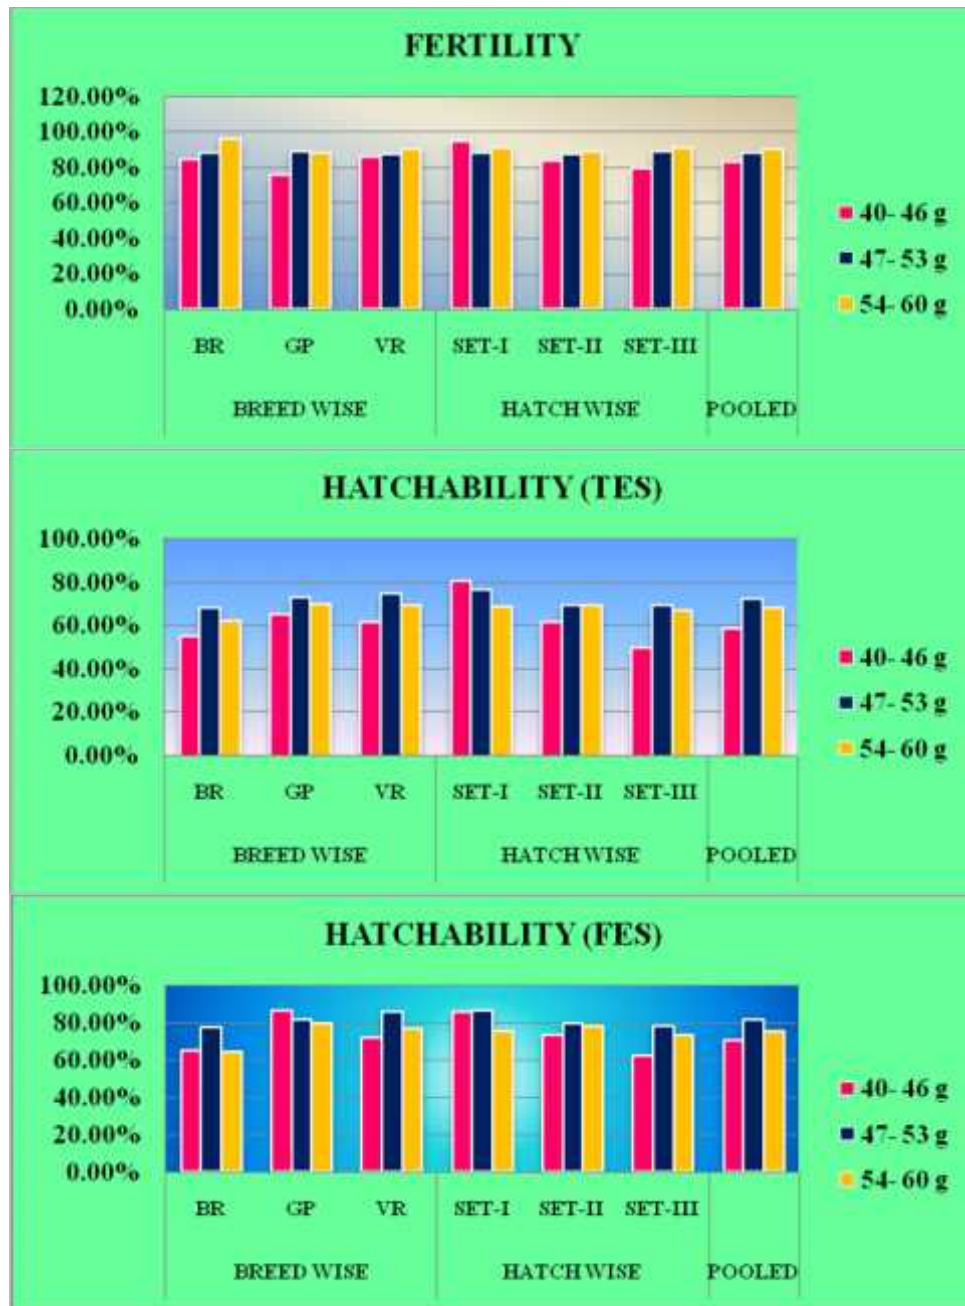 FERTILITY
120.00%
100.00%
80.00%
60.00%
40.00%
20.00%
0.00%
BR GP VR SET-I SET-II SET-III
BREED WISE HATCH WISE POOLED
40- 46 g
47- 53 g
54- 60 g
HATCHABILITY (TES)
100.00%
80.00%
60.00%
40.00%
20.00%
0.00%
BR GP VR SET-I SET-II SET-III
BREED WISE HATCH WISE POOLED
40- 46 g
47- 53 g
54- 60 g
HATCHABILITY (FES)
100.00%
80.00%
60.00%
40.00%
20.00%
0.00%
BR GP VR SET-I SET-II SET-III
BREED WISE HATCH WISE POOLED
40- 46 g
47- 53 g
54- 60 g